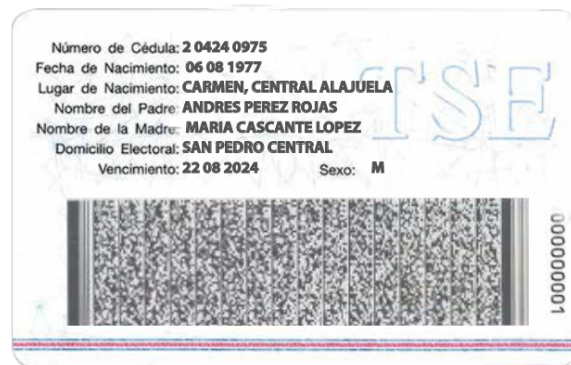 Número de Cédula: 2 0424 0975
Fecha de Nacimiento: 06 08 1977
Lugar de Nacimiento: CARMEN, CENTRAL ALAJUELA
Nombre del Padre: ANDRES PEREZ ROJAS
Nombre de la Madre: MARIA CASCANTE LOPEZ
Domicilio Electoral: SAN PEDRO CENTRAL
Vencimiento: 22 08 2024 Sexo: M
TSE
000000001